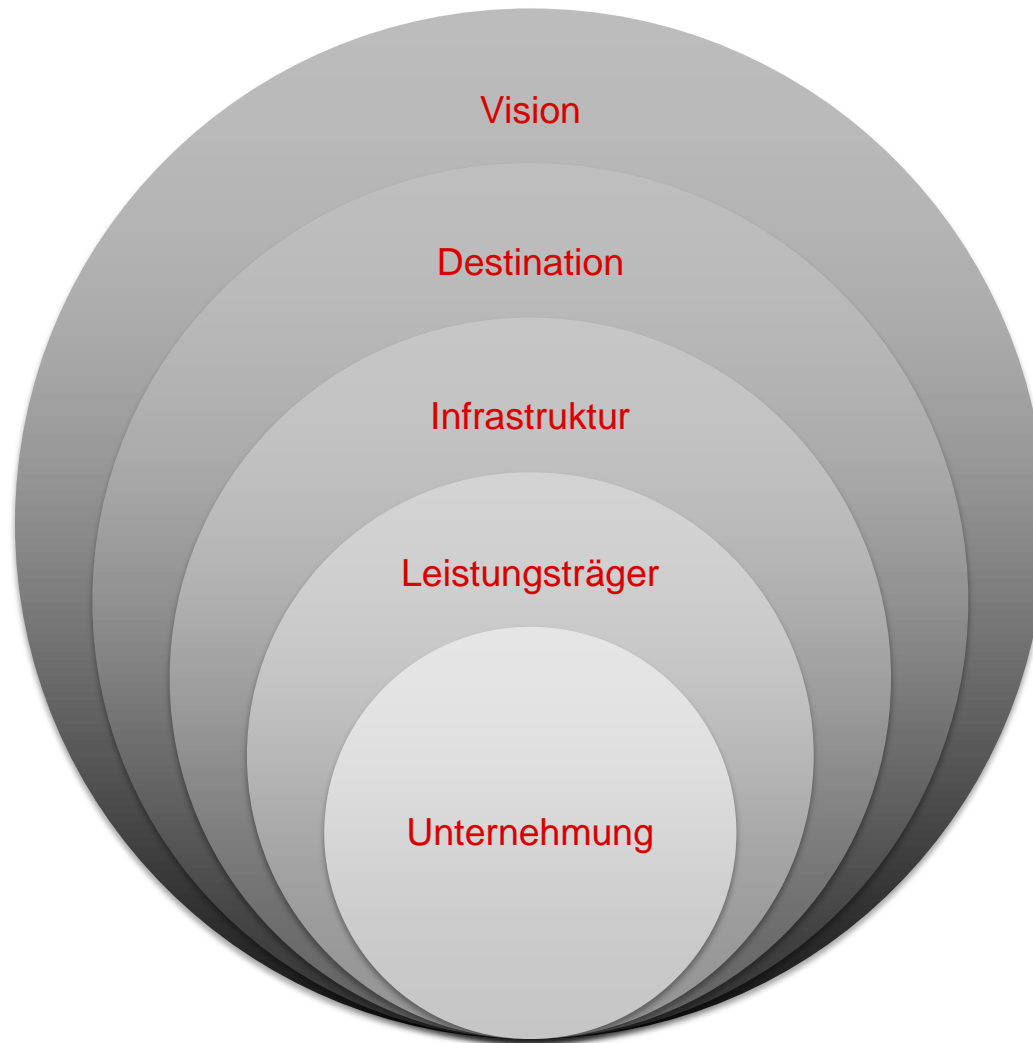 Vision
Destination
Infrastruktur
Leistungsträger
Unternehmung